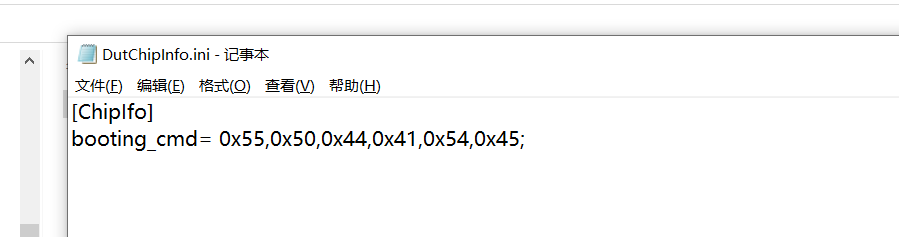 DutChipInfo.ini - 记事本
文件(F) 编辑(E) 格式(O) 查看(V) 帮助(H)
[ChipIfo]
booting_cmd= 0x55,0x50,0x44,0x41,0x54,0x45;